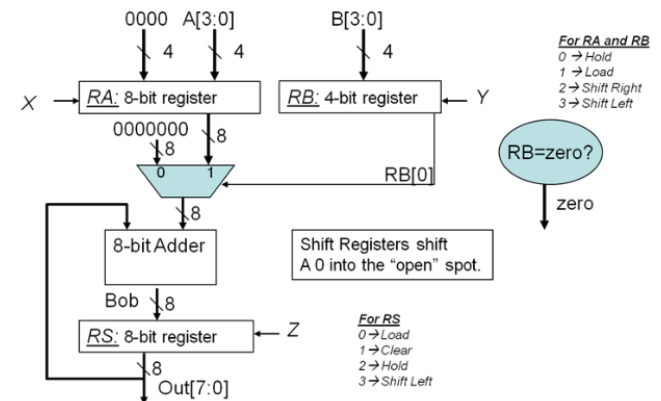 0000 A[3:0] B[3:0]
4 4 4
For RA and RB
0→Hold
1→Load
2→Shift Right
3→Shift Left
X RA: 8-bit register RB: 4-bit register Y
0000000 8
8
0 1
RB[0]
RB=zero?
zero
8
8-bit Adder
Shift Registers shift
A 0 into the "open" spot.
Bob 8
RS: 8-bit register Z
For RS
0→Load
1→Clear
2→Hold
3→Shift Left
8
Out[7:0]